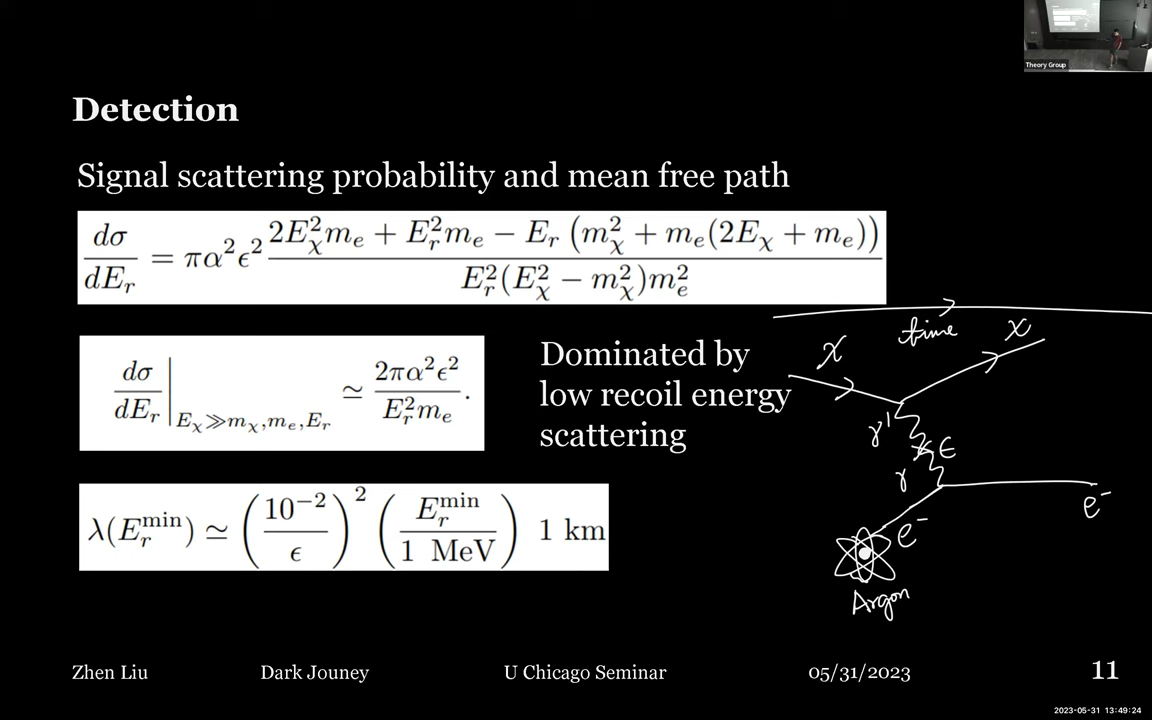 Theory Group
Detection
Signal scattering probability and mean free path
dσ/dE_r = πα²ϵ² (2E_χ²m_e + E_r²m_e − E_r (m_χ² + m_e(2E_χ + m_e))) / (E_r²(E_χ² − m_χ²)m_e²)
dσ/dE_r |_{E_χ≫m_χ,m_e,E_r} ≃ 2πα²ϵ² / (E_r²m_e).
Dominated by
low recoil energy
scattering
λ(E_r^min) ≃ (10⁻²/ϵ)² (E_r^min / 1 MeV) 1 km
time
χ
χ
γ'
ϵ
γ
e⁻
e⁻
Argon
Zhen Liu Dark Jouney U Chicago Seminar 05/31/2023 11
2023-05-31 13:49:24